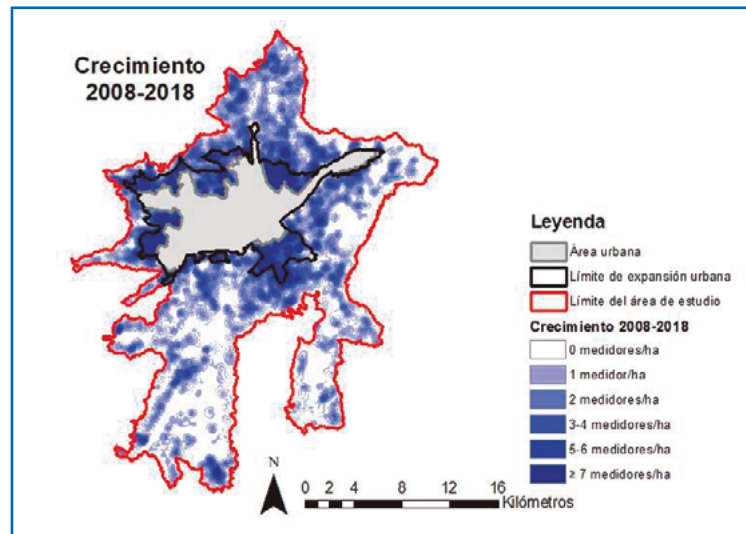 Crecimiento
2008-2018
Leyenda
Área urbana
Límite de expansión urbana
Límite del área de estudio
Crecimiento 2008-2018
0 medidores/ha
1 medidor/ha
2 medidores/ha
3-4 medidores/ha
5-6 medidores/ha
≥ 7 medidores/ha
N
0 2 4 8 12 16
Kilómetros